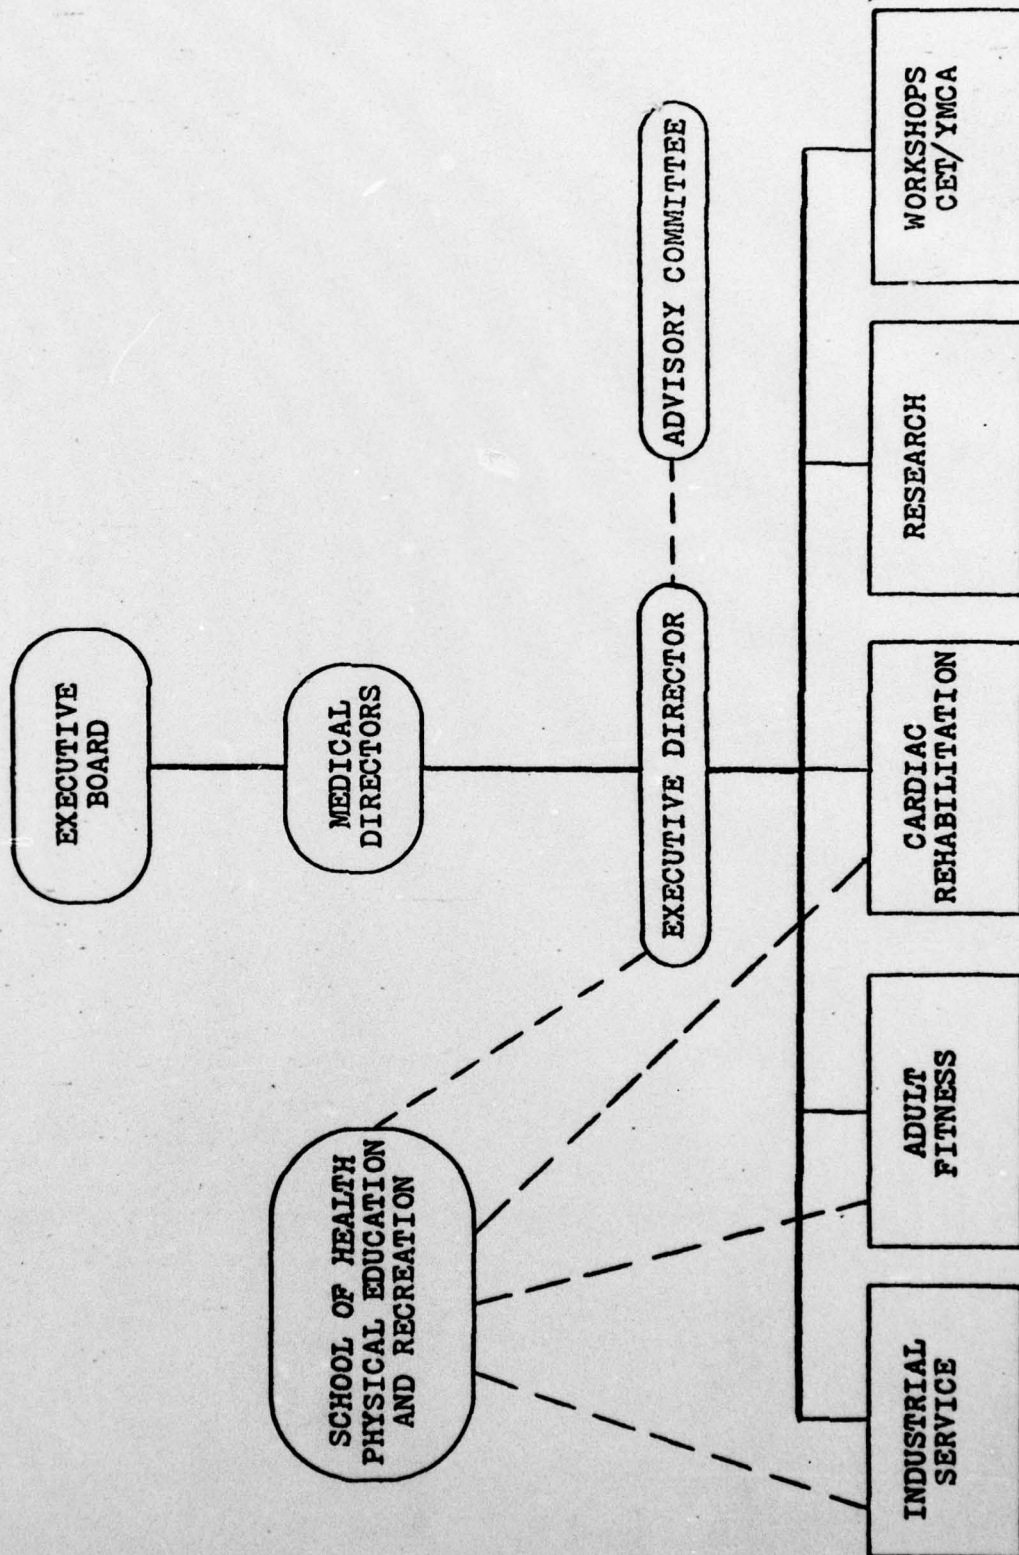 EXECUTIVE
BOARD
MEDICAL
DIRECTORS
SCHOOL OF HEALTH
PHYSICAL EDUCATION
AND RECREATION
EXECUTIVE DIRECTOR
ADVISORY COMMITTEE
INDUSTRIAL
SERVICE
ADULT
FITNESS
CARDIAC
REHABILITATION
RESEARCH
WORKSHOPS
CET/YMCA